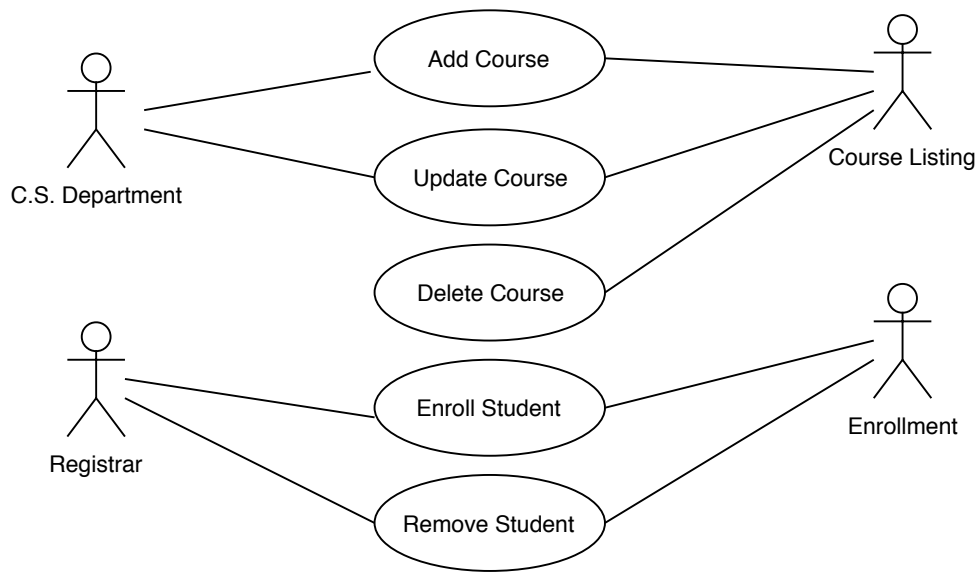 Add Course
Course Listing
Update Course
C.S. Department
Delete Course
Enroll Student
Enrollment
Registrar
Remove Student